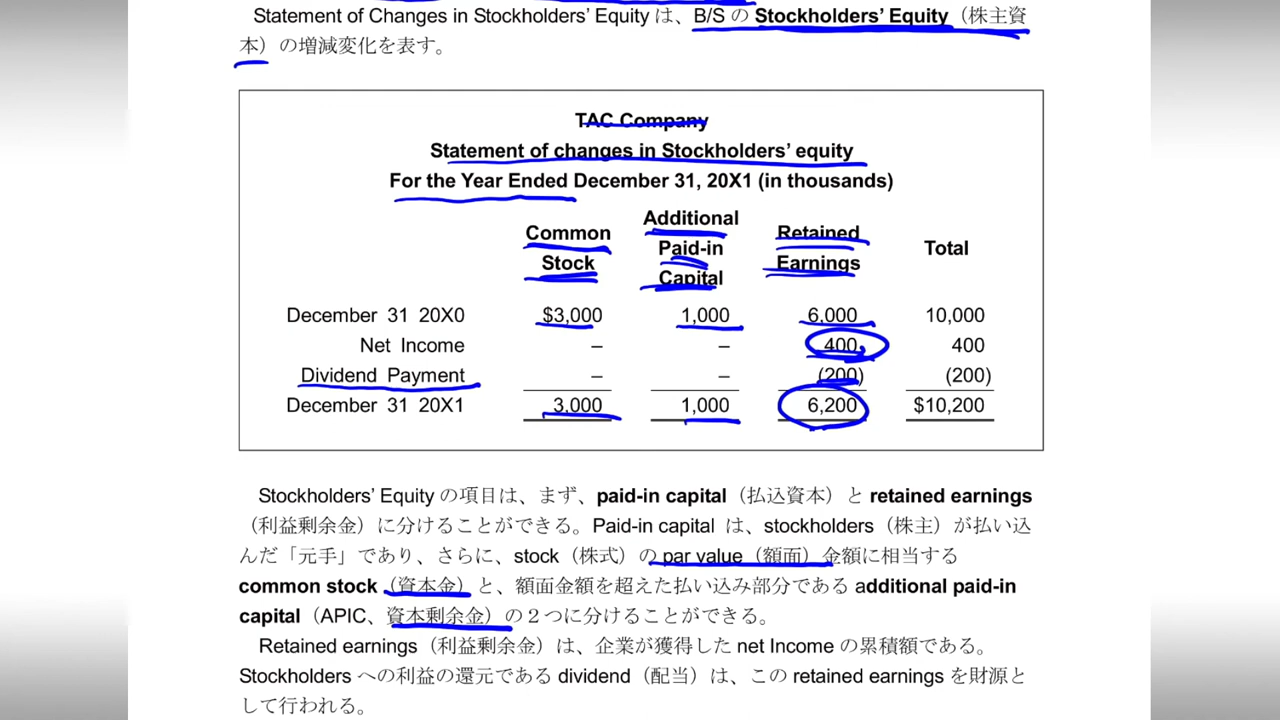 Statement of Changes in Stockholders’ Equity は、B/S の Stockholders’ Equity（株主資
本）の増減変化を表す。
TAC Company
Statement of changes in Stockholders’ equity
For the Year Ended December 31, 20X1 (in thousands)
Common Stock Additional Paid-in Capital Retained Earnings Total
December 31 20X0 $3,000 1,000 6,000 10,000
Net Income – – 400 400
Dividend Payment – – (200) (200)
December 31 20X1 3,000 1,000 6,200 $10,200
Stockholders’ Equity の項目は、まず、paid-in capital（払込資本）と retained earnings
（利益剰余金）に分けることができる。Paid-in capital は、stockholders（株主）が払い込
んだ「元手」であり、さらに、stock（株式）の par value（額面）金額に相当する
common stock（資本金）と、額面金額を超えた払い込み部分である additional paid-in
capital（APIC、資本剰余金）の２つに分けることができる。
Retained earnings（利益剰余金）は、企業が獲得した net Income の累積額である。
Stockholders への利益の還元である dividend（配当）は、この retained earnings を財源と
して行われる。